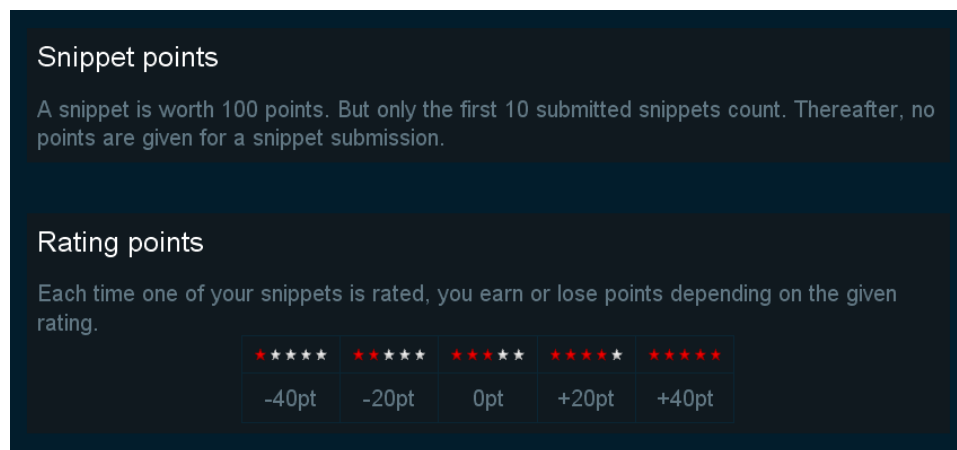 Snippet points
A snippet is worth 100 points. But only the first 10 submitted snippets count. Thereafter, no
points are given for a snippet submission.
Rating points
Each time one of your snippets is rated, you earn or lose points depending on the given
rating.
-40pt -20pt 0pt +20pt +40pt